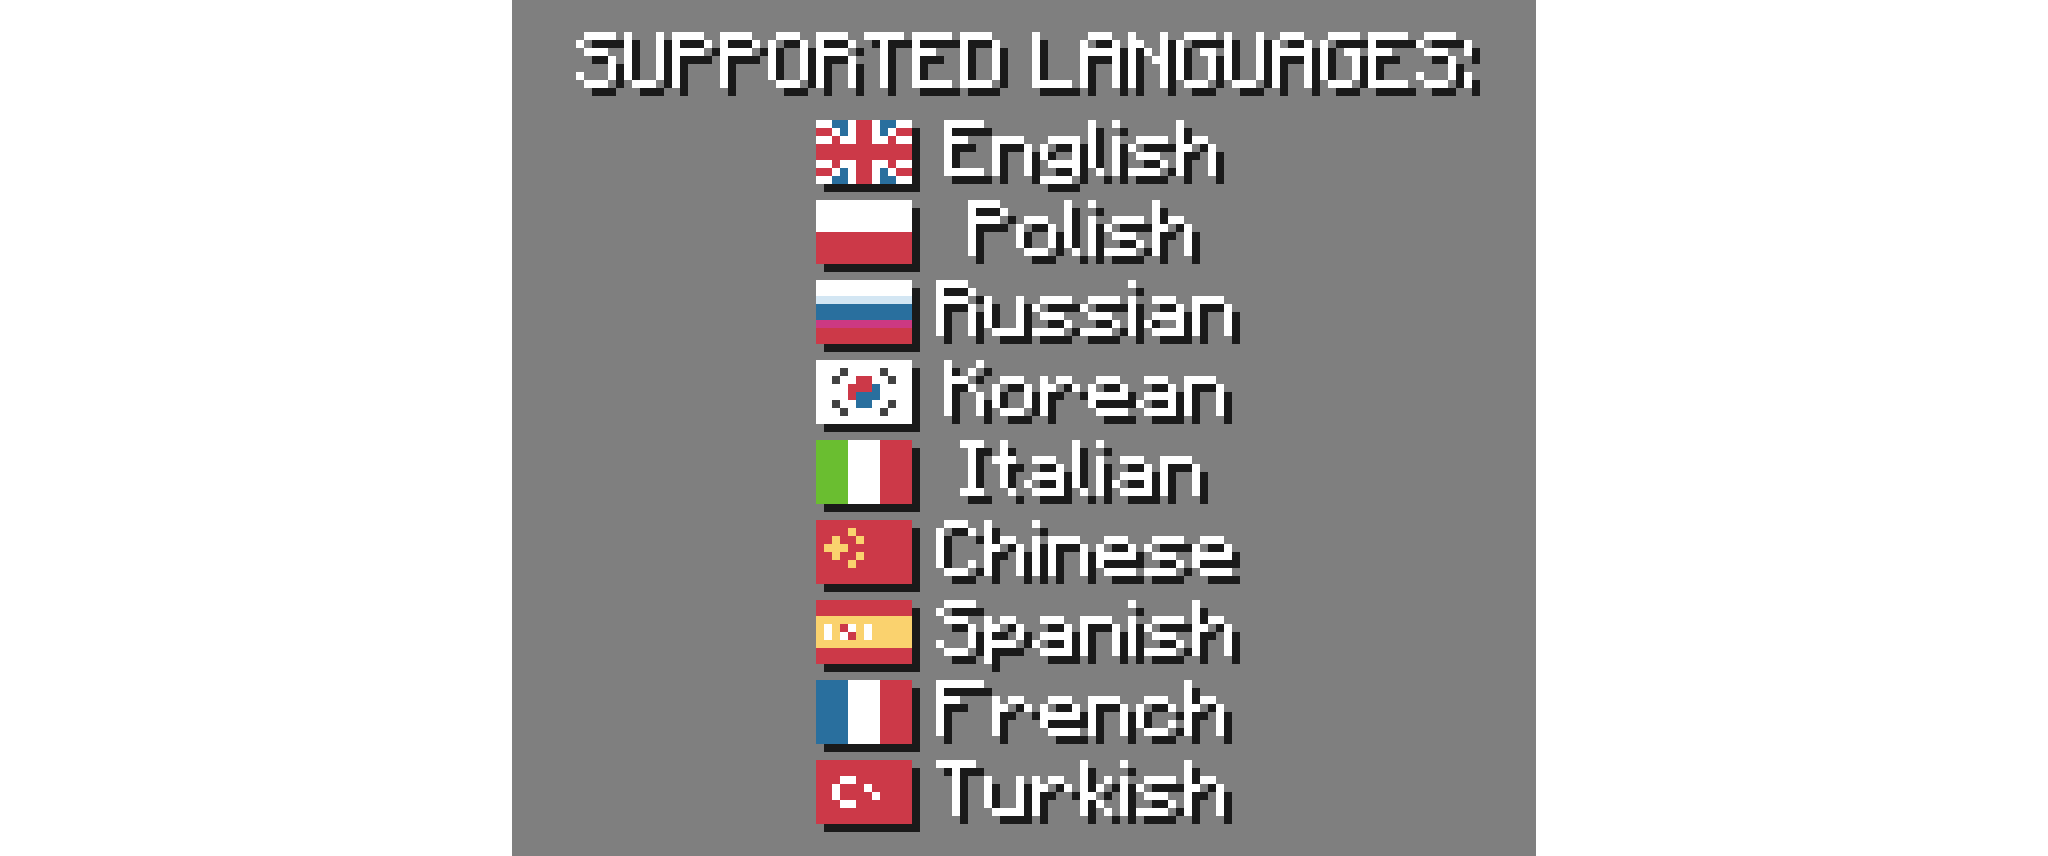 SUPPORTED LANGUAGES:
English
Polish
Russian
Korean
Italian
Chinese
Spanish
French
Turkish